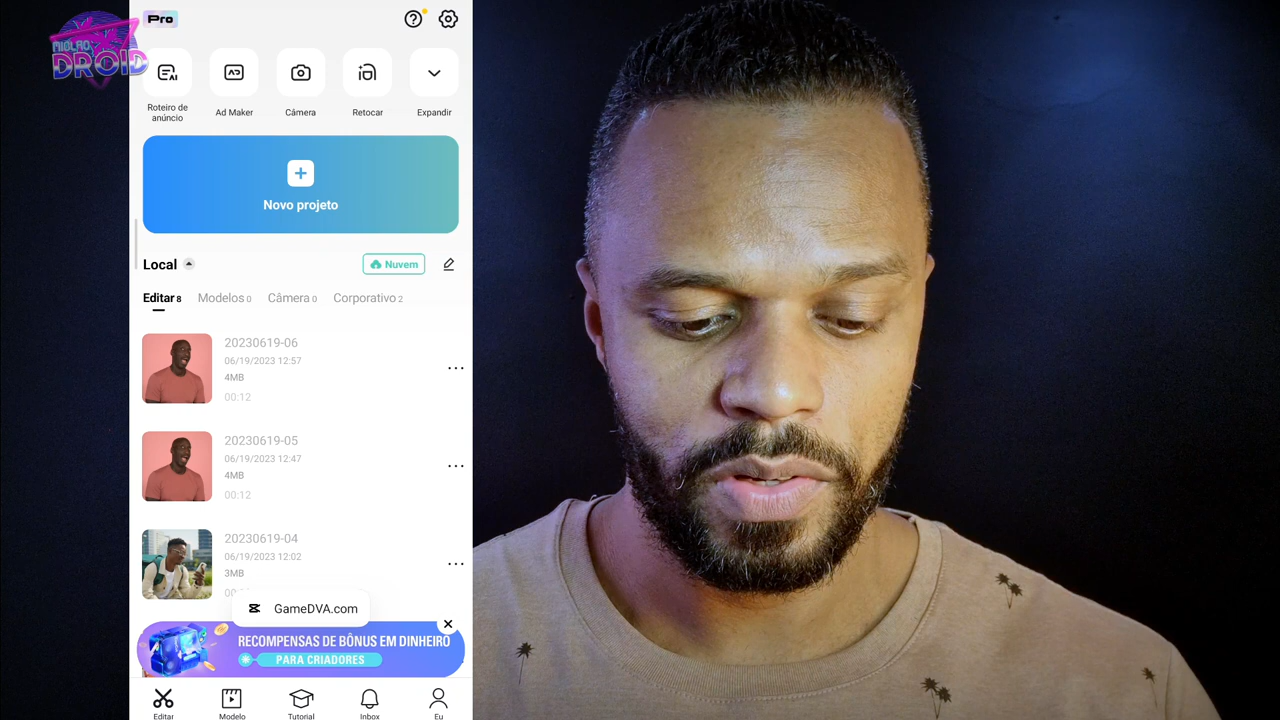 MIOLÃO
DROID
Pro
Roteiro de
anúncio
Ad Maker
Câmera
Retocar
Expandir
Novo projeto
Local
Nuvem
Editar 8
Modelos 0
Câmera 0
Corporativo 2
20230619-06
06/19/2023 12:57
4MB
00:12
20230619-05
06/19/2023 12:47
4MB
00:12
20230619-04
06/19/2023 12:02
3MB
GameDVA.com
RECOMPENSAS DE BÔNUS EM DINHEIRO
PARA CRIADORES
Editar
Modelo
Tutorial
Inbox
Eu